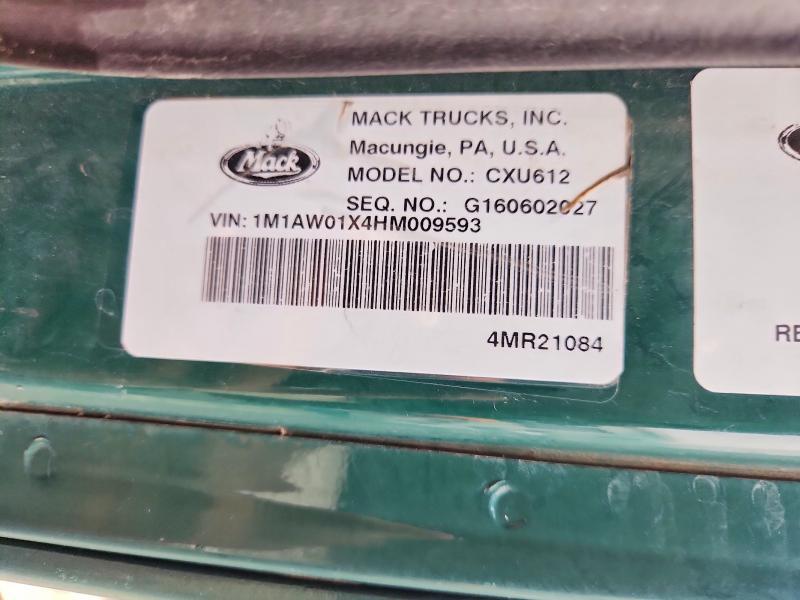 Mack
MACK TRUCKS, INC.
Macungie, PA, U.S.A.
MODEL NO.: CXU612
SEQ. NO.: G160602027
VIN: 1M1AW01X4HM009593
4MR21084
RE